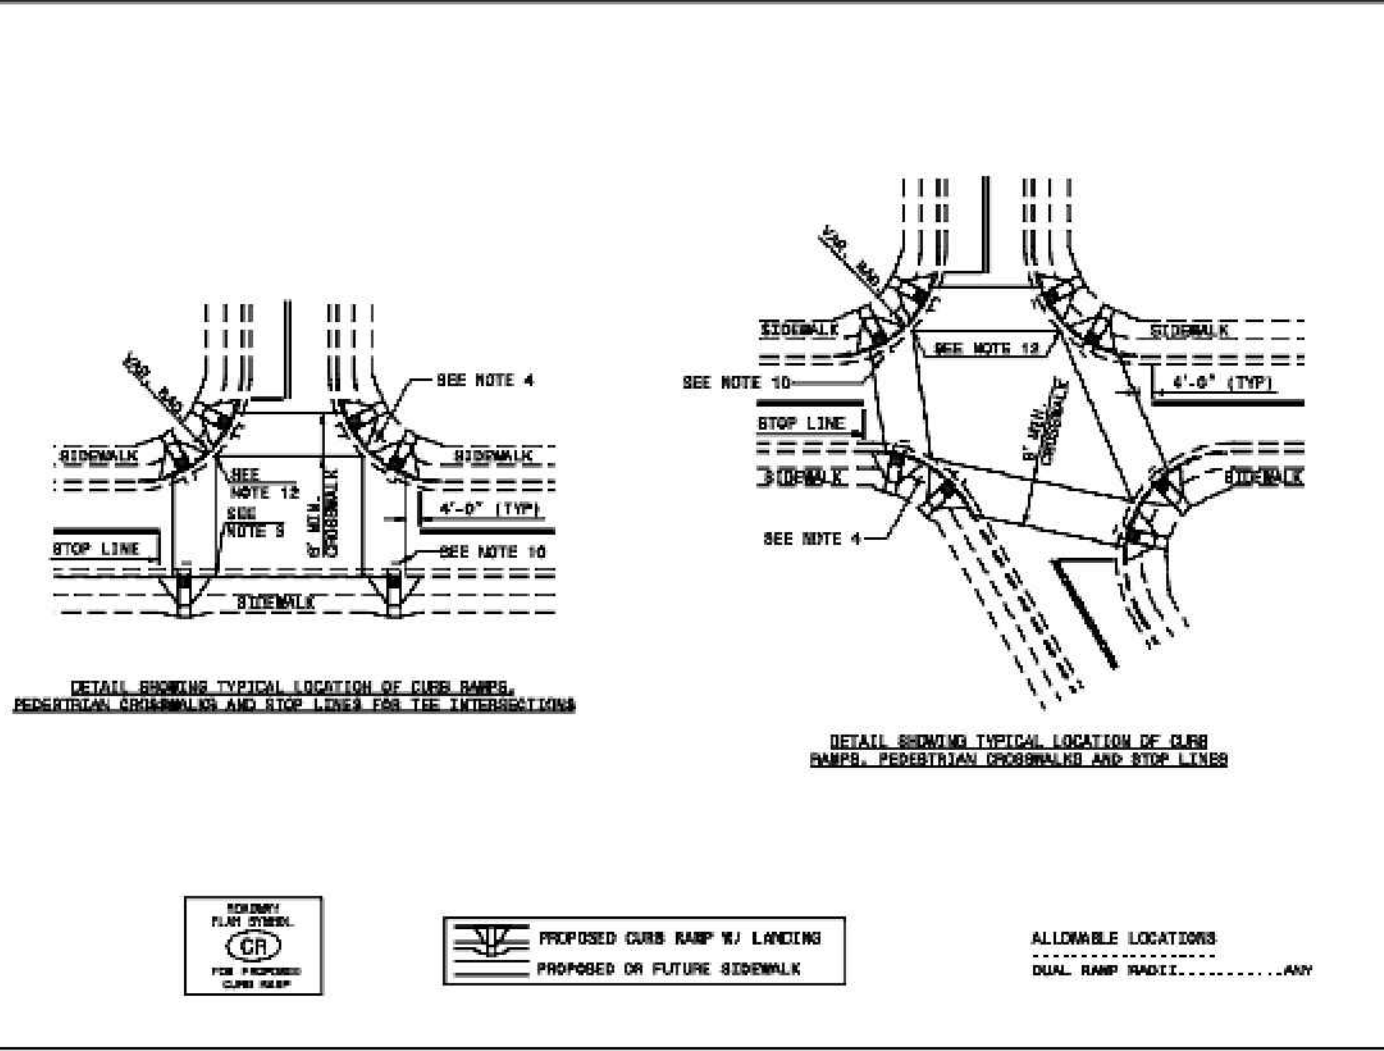 VAR. RAD.
SEE NOTE 4
SIDEWALK
SIDEWALK
SEE
NOTE 12
SEE
NOTE
4'-0" (TYP)
8' MIN.
CROSSWALK
STOP LINE
SEE NOTE 10
SIDEWALK
DETAIL SHOWING TYPICAL LOCATION OF CURB RAMPS,
PEDESTRIAN CROSSWALKS AND STOP LINES FOR TEE INTERSECTIONS
VAR. RAD.
SIDEWALK
SIDEWALK
SEE NOTE 12
SEE NOTE 10
4'-0" (TYP)
STOP LINE
8' MIN.
CROSSWALK
SIDEWALK
SIDEWALK
SEE NOTE 4
DETAIL SHOWING TYPICAL LOCATION OF CURB
RAMPS, PEDESTRIAN CROSSWALKS AND STOP LINES
ROADWAY
PLAN SYMBOL
CR
FOR PROPOSED
CURB RAMP
PROPOSED CURB RAMP W/ LANDING
PROPOSED OR FUTURE SIDEWALK
ALLOWABLE LOCATIONS
DUAL RAMP RADII............ANY